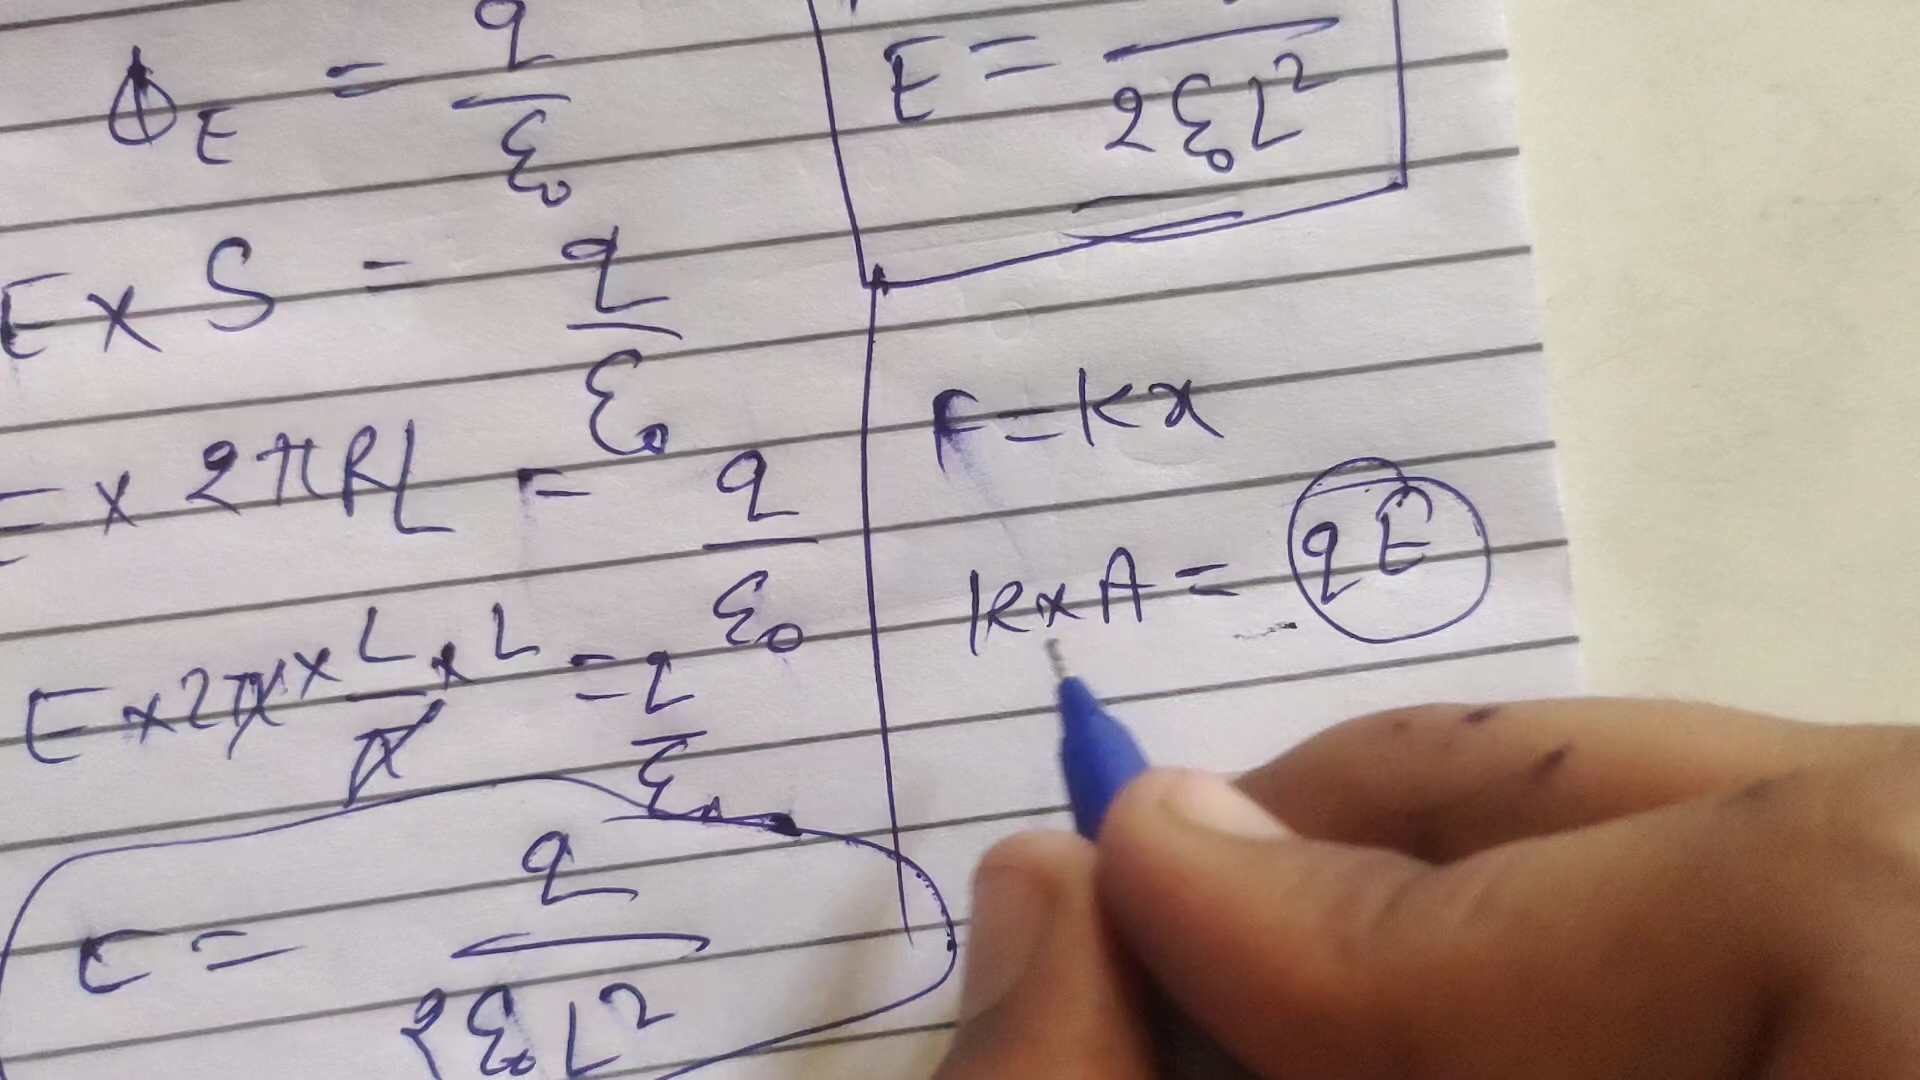 ϕ_E = q/ε₀
E × S = q/ε₀
× 2πRL = q/ε₀
E × 2π × L/π × L = q/ε₀
E = q/2ε₀L²
E = /2ε₀L²
F = kx
k × A = qE